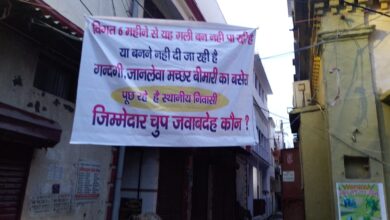 विगत 6 महीने से यह गली बन नही पा रही है
या बनने नही दी जा रही है
गन्दगी, जानलेवा मच्छर बीमारी का बसेरा
पूछ रहे है स्थानीय निवासी
जिम्मेदार चुप जवाबदेह कौन ?